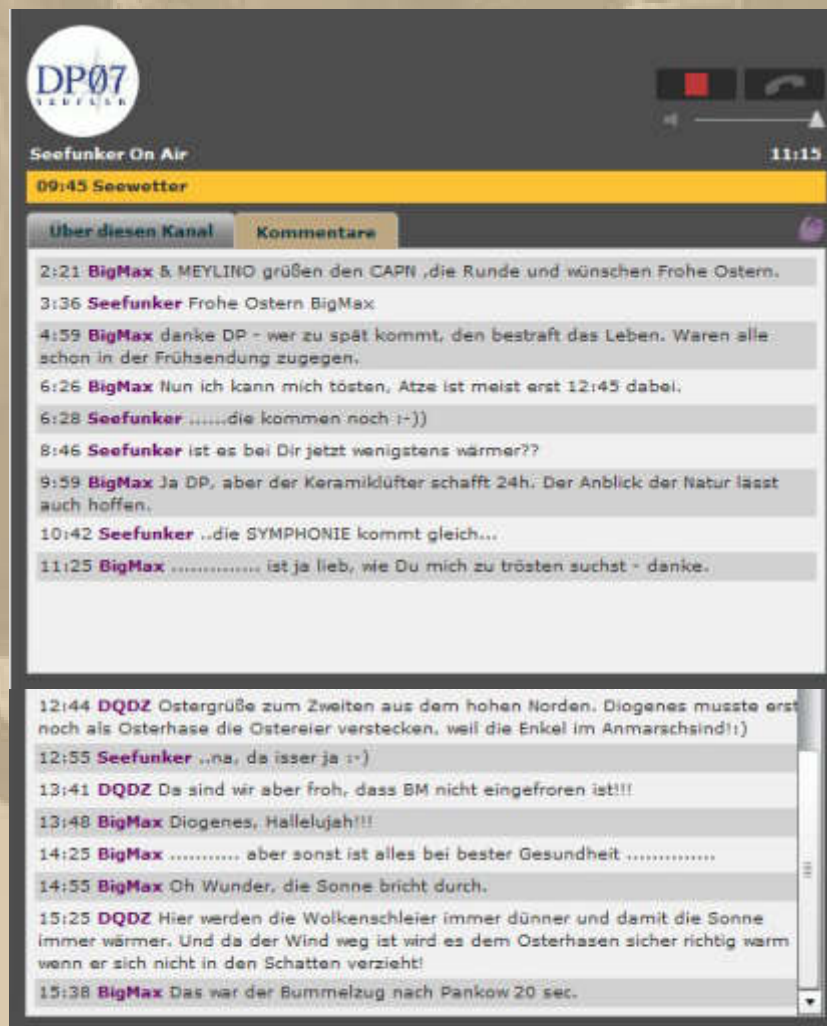 DP07
SEEFUNK
Seefunker On Air
11:15
09:45 Seewetter
Über diesen Kanal
Kommentare
2:21 BigMax & MEYLINO grüßen den CAPN ,die Runde und wünschen Frohe Ostern.
3:36 Seefunker Frohe Ostern BigMax
4:59 BigMax danke DP - wer zu spät kommt, den bestraft das Leben. Waren alle
schon in der Frühsendung zugegen.
6:26 BigMax Nun ich kann mich tösten, Atze ist meist erst 12:45 dabei.
6:28 Seefunker ......die kommen noch :-))
8:46 Seefunker ist es bei Dir jetzt wenigstens wärmer??
9:59 BigMax Ja DP, aber der Keramiklüfter schafft 24h. Der Anblick der Natur lässt
auch hoffen.
10:42 Seefunker ..die SYMPHONIE kommt gleich...
11:25 BigMax .............. ist ja lieb, wie Du mich zu trösten suchst - danke.
12:44 DQDZ Ostergrüße zum Zweiten aus dem hohen Norden. Diogenes musste erst
noch als Osterhase die Ostereier verstecken, weil die Enkel im Anmarschsind!:)
12:55 Seefunker ..na, da isser ja :-)
13:41 DQDZ Da sind wir aber froh, dass BM nicht eingefroren ist!!!
13:48 BigMax Diogenes, Hallelujah!!!
14:25 BigMax ........... aber sonst ist alles bei bester Gesundheit ..............
14:55 BigMax Oh Wunder, die Sonne bricht durch.
15:25 DQDZ Hier werden die Wolkenschleier immer dünner und damit die Sonne
immer wärmer. Und da der Wind weg ist wird es dem Osterhasen sicher richtig warm
wenn er sich nicht in den Schatten verzieht!
15:38 BigMax Das war der Bummelzug nach Pankow 20 sec.